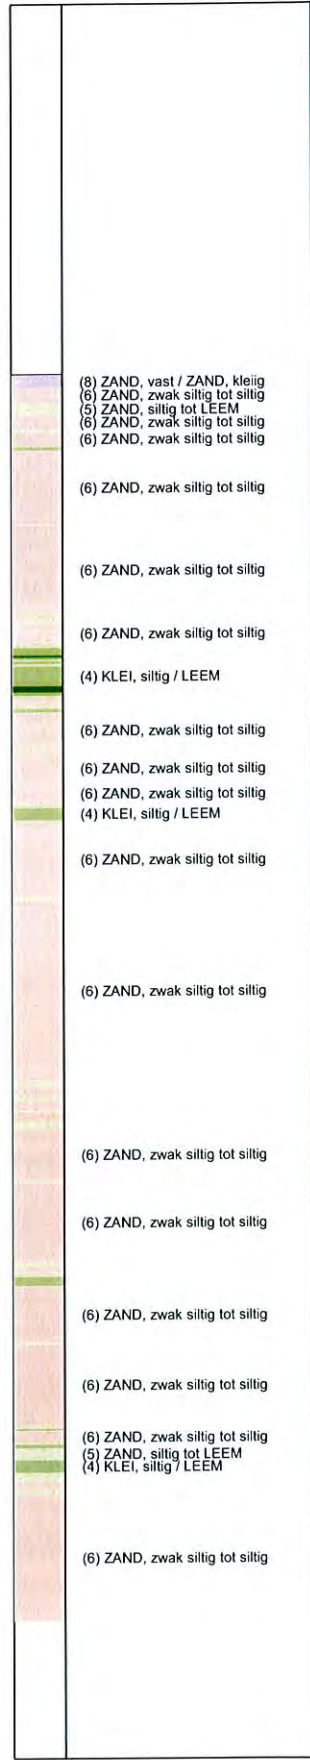 (8) ZAND, vast / ZAND, kleiig
(6) ZAND, zwak siltig tot siltig
(5) ZAND, siltig tot LEEM
(6) ZAND, zwak siltig tot siltig
(6) ZAND, zwak siltig tot siltig
(6) ZAND, zwak siltig tot siltig
(6) ZAND, zwak siltig tot siltig
(6) ZAND, zwak siltig tot siltig
(4) KLEI, siltig / LEEM
(6) ZAND, zwak siltig tot siltig
(6) ZAND, zwak siltig tot siltig
(6) ZAND, zwak siltig tot siltig
(4) KLEI, siltig / LEEM
(6) ZAND, zwak siltig tot siltig
(6) ZAND, zwak siltig tot siltig
(6) ZAND, zwak siltig tot siltig
(6) ZAND, zwak siltig tot siltig
(6) ZAND, zwak siltig tot siltig
(6) ZAND, zwak siltig tot siltig
(6) ZAND, zwak siltig tot siltig
(5) ZAND, siltig tot LEEM
(4) KLEI, siltig / LEEM
(6) ZAND, zwak siltig tot siltig